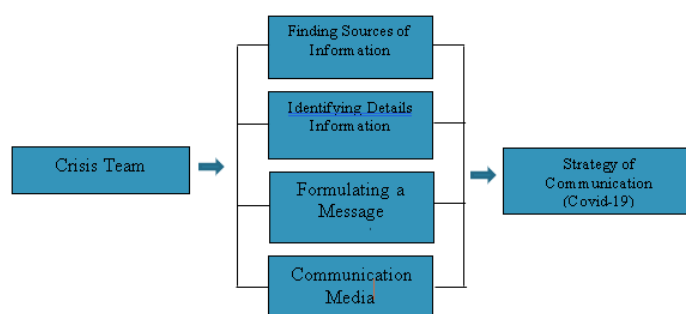 Crisis Team
Finding Sources of
Information
Identifying Details
Information
Formulating a
Message
Communication
Media
Strategy of
Communication
(Covid-19)